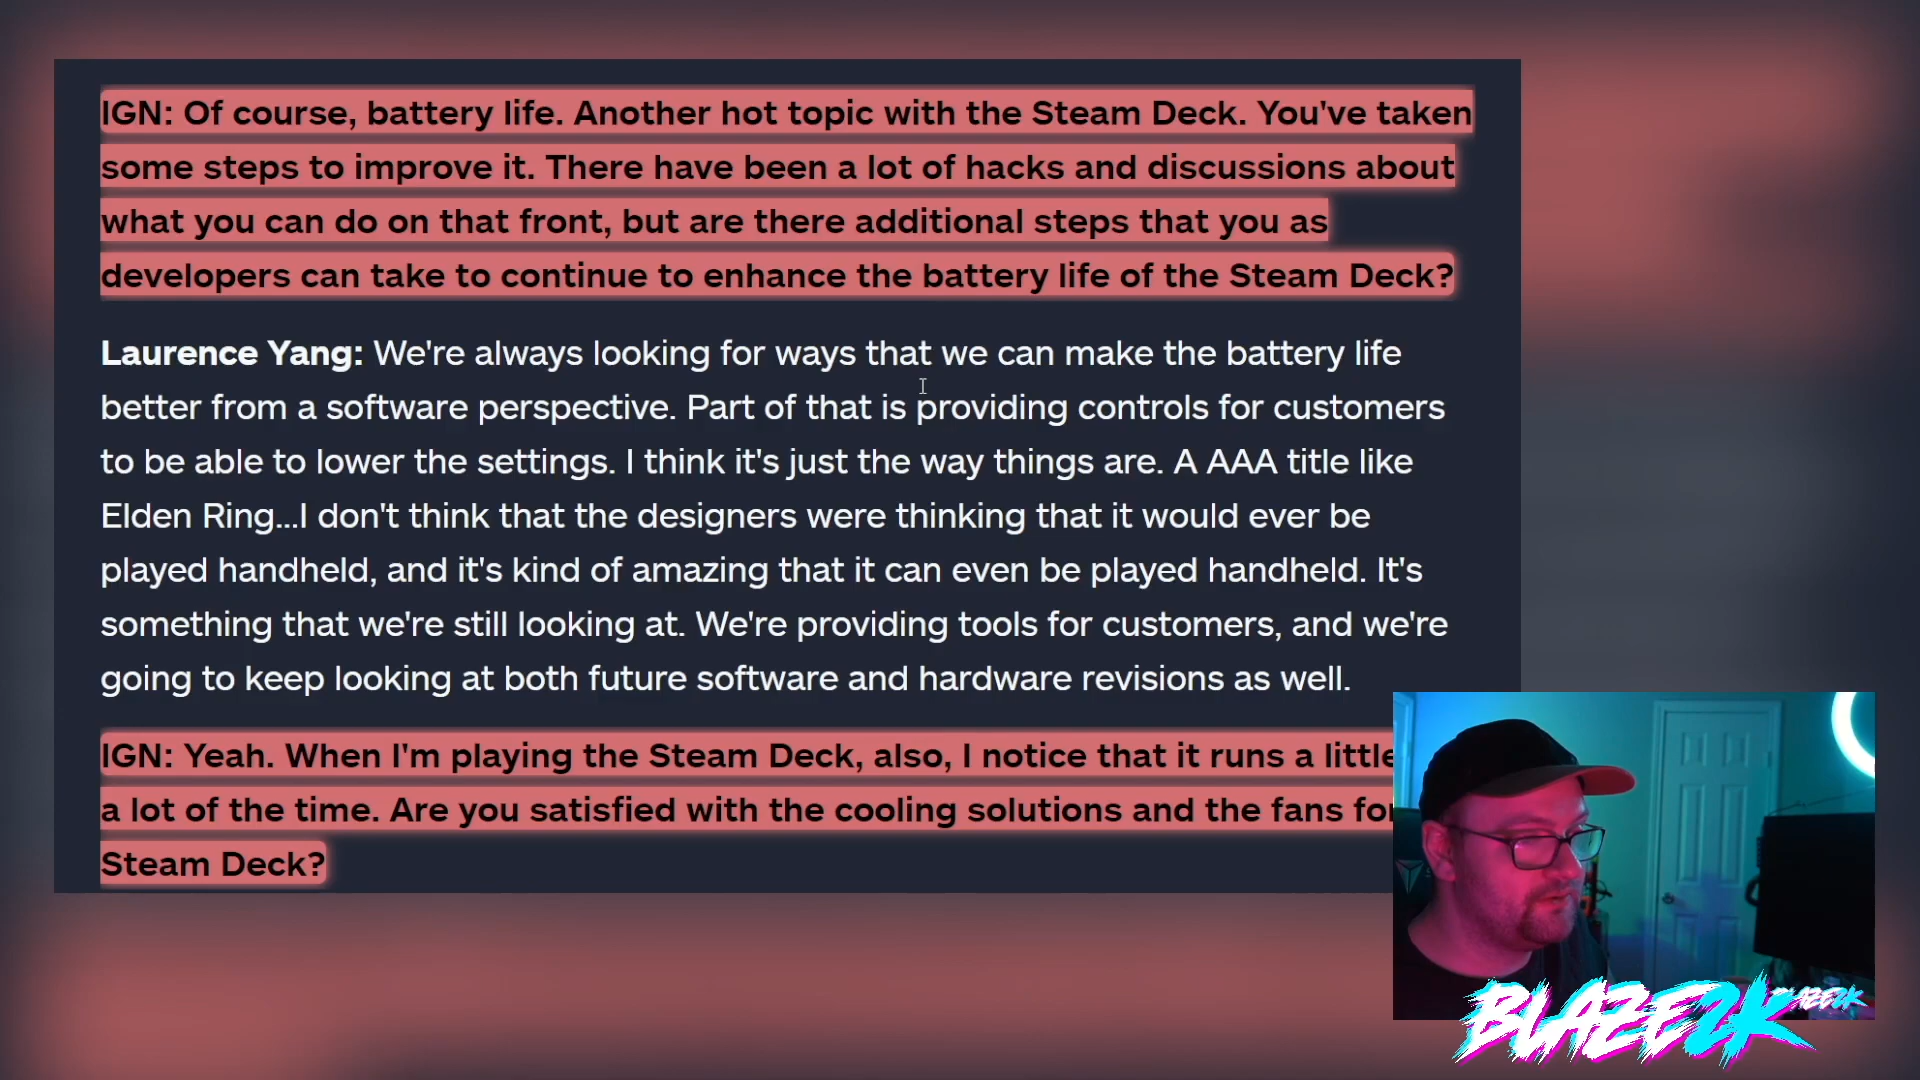 IGN: Of course, battery life. Another hot topic with the Steam Deck. You've taken
some steps to improve it. There have been a lot of hacks and discussions about
what you can do on that front, but are there additional steps that you as
developers can take to continue to enhance the battery life of the Steam Deck?
Laurence Yang: We're always looking for ways that we can make the battery life
better from a software perspective. Part of that is providing controls for customers
to be able to lower the settings. I think it's just the way things are. A AAA title like
Elden Ring...I don't think that the designers were thinking that it would ever be
played handheld, and it's kind of amazing that it can even be played handheld. It's
something that we're still looking at. We're providing tools for customers, and we're
going to keep looking at both future software and hardware revisions as well.
IGN: Yeah. When I'm playing the Steam Deck, also, I notice that it runs a little
a lot of the time. Are you satisfied with the cooling solutions and the fans for
Steam Deck?
BLAZE2K
BLAZE2K